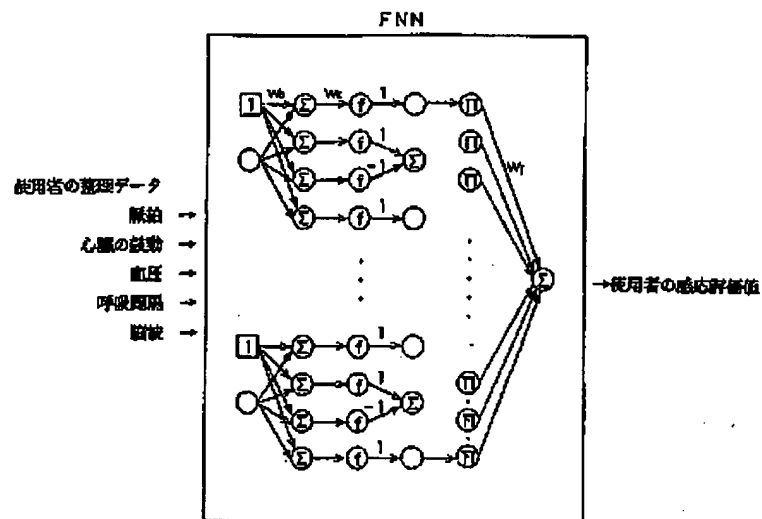 FNN
1 wb Σ wc f 1 Π
Σ f 1 Π
Σ f -1 Σ Π wf
Σ f 1
使用者の整理データ
脈拍 →
心臓の鼓動 →
血圧 →
呼吸間隔 →
脳波 →
Σ →使用者の感応評価値
1 Σ f 1
Σ f 1 Π
Σ f -1 Σ Π
Σ f 1 Π